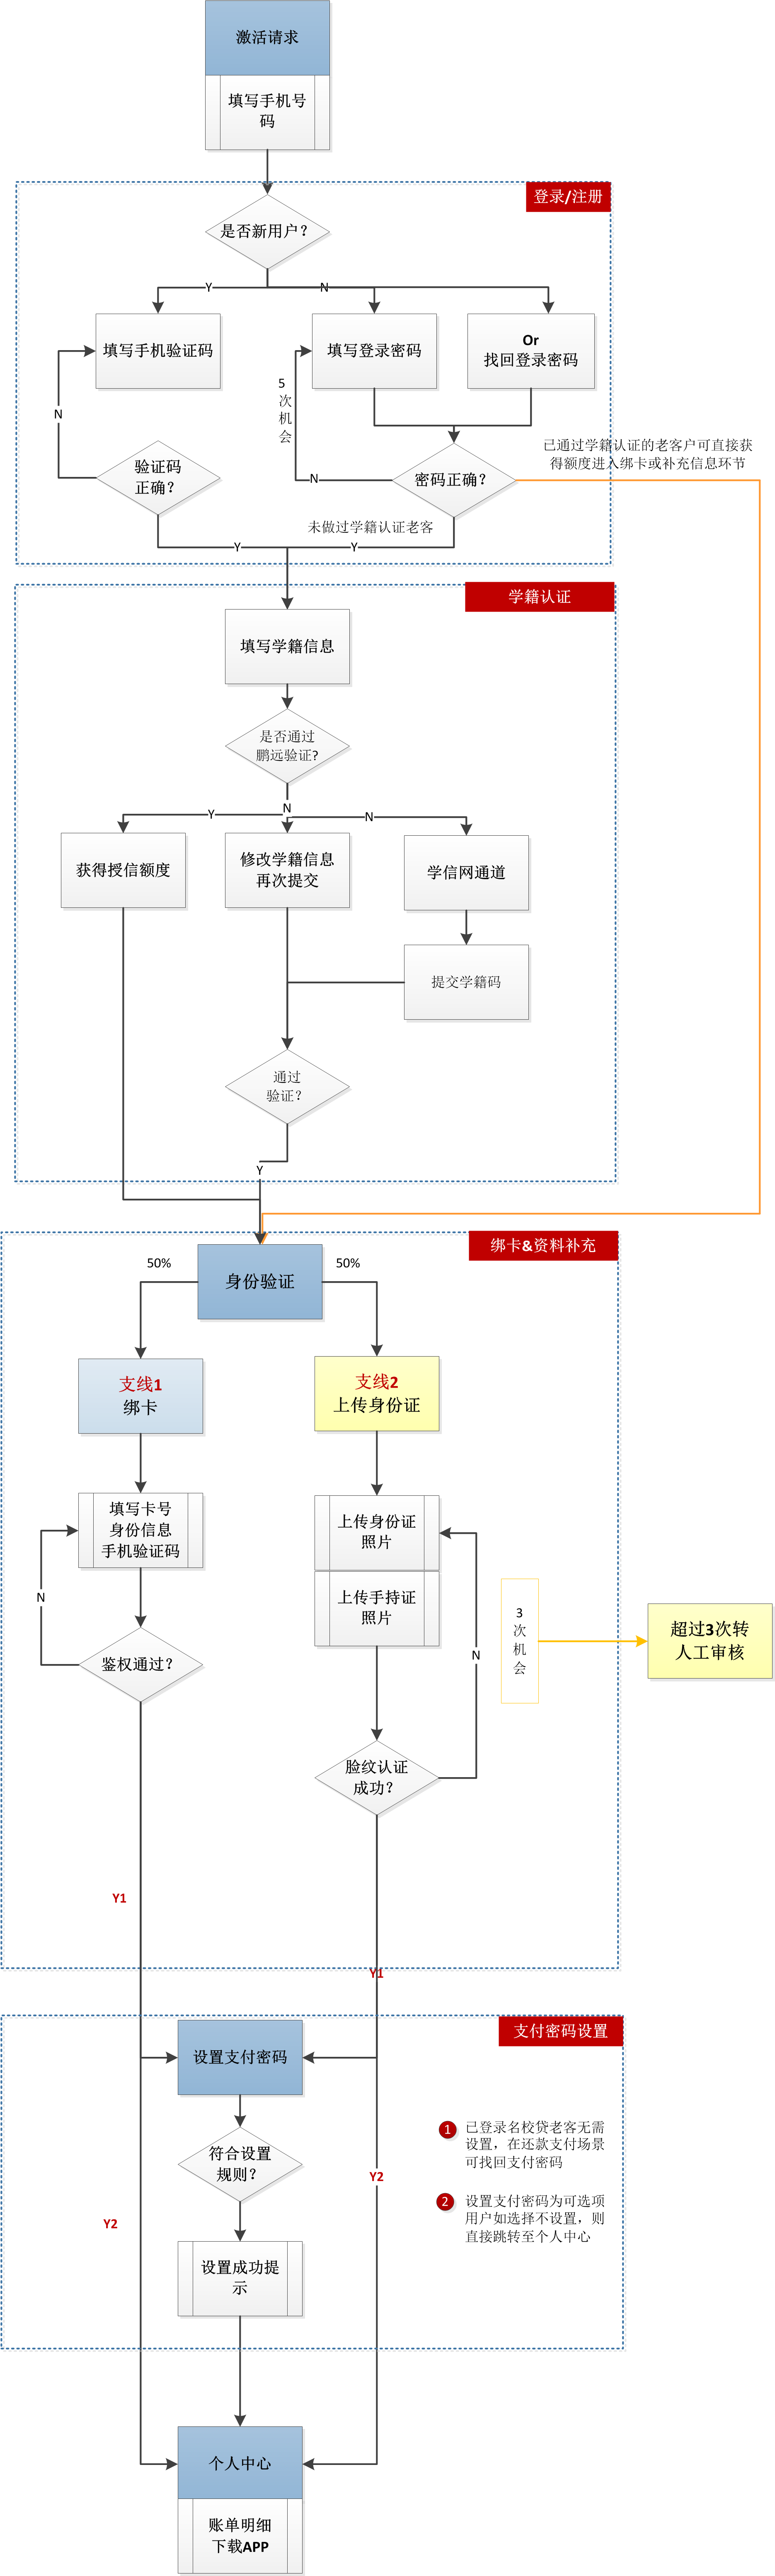 激活请求
填写手机号
码
登录/注册
是否新用户？
Y
N
填写手机验证码
填写登录密码
Or
找回登录密码
N
5
次
机
会
验证码
正确？
N
密码正确？
已通过学籍认证的老客户可直接获
得额度进入绑卡或补充信息环节
未做过学籍认证老客
Y
Y
学籍认证
填写学籍信息
是否通过
鹏远验证?
Y
N
N
获得授信额度
修改学籍信息
再次提交
学信网通道
提交学籍码
通过
验证？
Y
绑卡&资料补充
50%
身份验证
50%
支线1
绑卡
支线2
上传身份证
填写卡号
身份信息
手机验证码
上传身份证
照片
上传手持证
照片
N
鉴权通过？
N
3
次
机
会
超过3次转
人工审核
脸纹认证
成功？
Y1
Y1
支付密码设置
设置支付密码
符合设置
规则？
Y2
Y2
1
已登录名校贷老客无需
设置，在还款支付场景
可找回支付密码
2
设置支付密码为可选项
用户如选择不设置，则
直接跳转至个人中心
设置成功提
示
个人中心
账单明细
下载APP